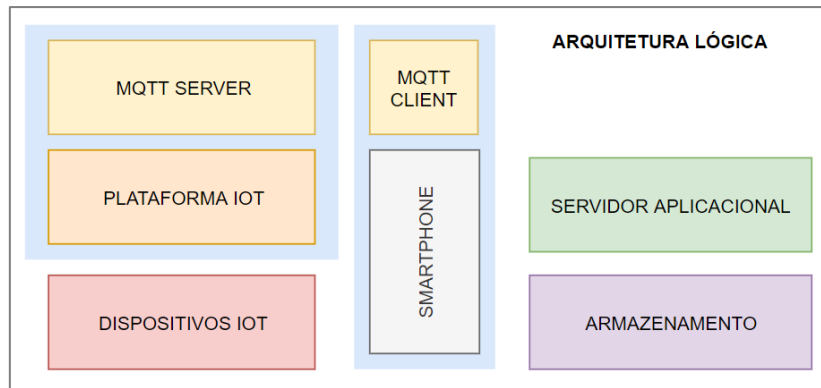 ARQUITETURA LÓGICA
MQTT SERVER
MQTT
CLIENT
PLATAFORMA IOT
SMARTPHONE
SERVIDOR APLICACIONAL
DISPOSITIVOS IOT
ARMAZENAMENTO